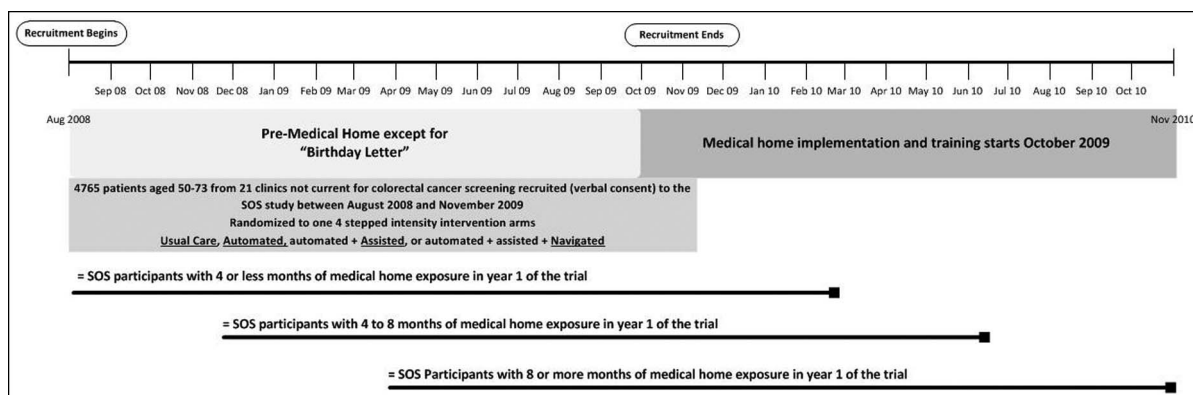 Recruitment Begins
Recruitment Ends
Sep 08 Oct 08 Nov 08 Dec 08 Jan 09 Feb 09 Mar 09 Apr 09 May 09 Jun 09 Jul 09 Aug 09 Sep 09 Oct 09 Nov 09 Dec 09 Jan 10 Feb 10 Mar 10 Apr 10 May 10 Jun 10 Jul 10 Aug 10 Sep 10 Oct 10
Aug 2008
Nov 2010
Pre-Medical Home except for
“Birthday Letter”
Medical home implementation and training starts October 2009
4765 patients aged 50-73 from 21 clinics not current for colorectal cancer screening recruited (verbal consent) to the
SOS study between August 2008 and November 2009
Randomized to one 4 stepped intensity intervention arms
Usual Care, Automated, automated + Assisted, or automated + assisted + Navigated
= SOS participants with 4 or less months of medical home exposure in year 1 of the trial
= SOS participants with 4 to 8 months of medical home exposure in year 1 of the trial
= SOS Participants with 8 or more months of medical home exposure in year 1 of the trial